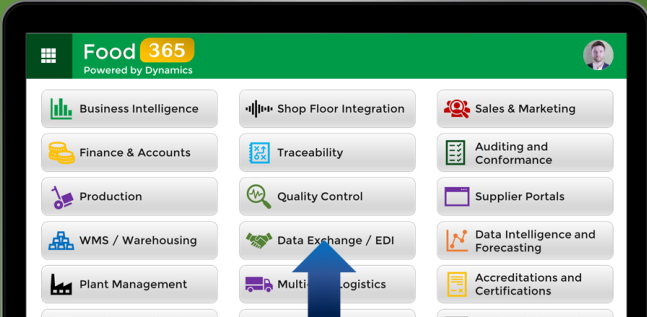 Food 365
Powered by Dynamics
Business Intelligence
Shop Floor Integration
Sales & Marketing
Finance & Accounts
Traceability
Auditing and
Conformance
Production
Quality Control
Supplier Portals
WMS / Warehousing
Data Exchange / EDI
Data Intelligence and
Forecasting
Plant Management
Logistics
Accreditations and
Certifications